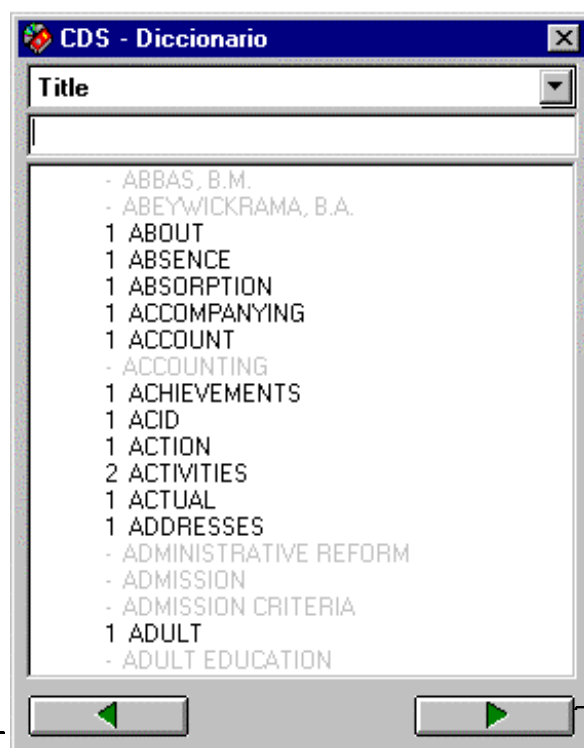 CDS - Diccionario
Title
- ABBAS, B.M.
- ABEYWICKRAMA, B.A.
1 ABOUT
1 ABSENCE
1 ABSORPTION
1 ACCOMPANYING
1 ACCOUNT
- ACCOUNTING
1 ACHIEVEMENTS
1 ACID
1 ACTION
2 ACTIVITIES
1 ACTUAL
1 ADDRESSES
- ADMINISTRATIVE REFORM
- ADMISSION
- ADMISSION CRITERIA
1 ADULT
- ADULT EDUCATION